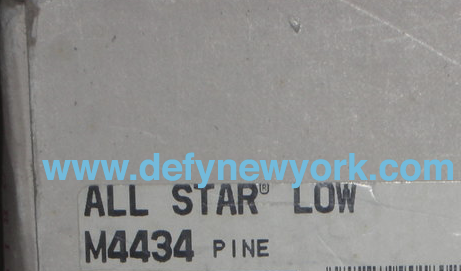 www.defynewyork.com
ALL STAR® LOW
M4434 PINE